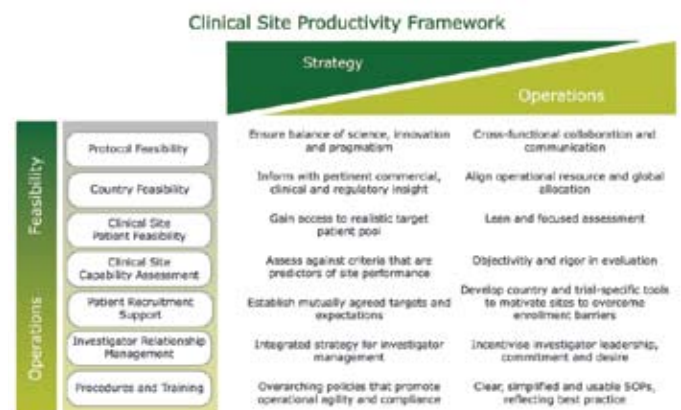 Clinical Site Productivity Framework
Strategy
Operations
Feasibility
Operations
Protocol Feasibility
Ensure balance of science, innovation
and pragmatism
Cross-functional collaboration and
communication
Country Feasibility
Inform with pertinent commercial,
clinical and regulatory insight
Align operational resource and global
allocation
Clinical Site
Patient Feasibility
Gain access to realistic target
patient pool
Lean and focused assessment
Clinical Site
Capability Assessment
Assess against criteria that are
predictors of site performance
Objectivity and rigor in evaluation
Patient Recruitment
Support
Establish mutually agreed targets and
expectations
Develop country and trial-specific tools
to motivate sites to overcome
enrollment barriers
Investigator Relationship
Management
Integrated strategy for investigator
management
Incentivise investigator leadership,
commitment and desire
Procedures and Training
Overarching policies that promote
operational agility and compliance
Clear, simplified and usable SOPs,
reflecting best practice